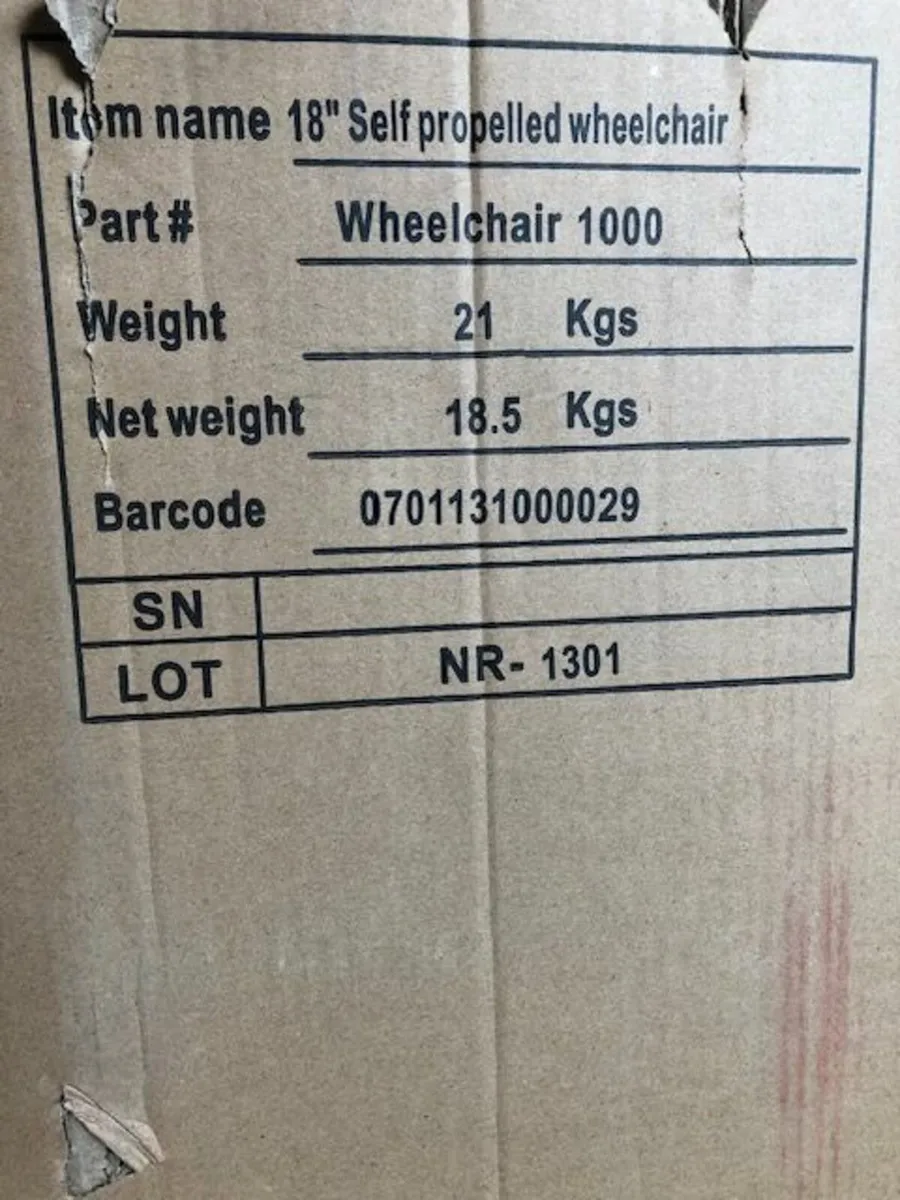 Item name 18" Self propelled wheelchair
Part # Wheelchair 1000
Weight 21 Kgs
Net weight 18.5 Kgs
Barcode 0701131000029
SN
LOT NR- 1301